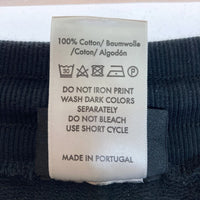 100% Cotton/ Baumwolle
/Coton/ Algodón
30
DO NOT IRON PRINT
WASH DARK COLORS
SEPARATELY
DO NOT BLEACH
USE SHORT CYCLE
MADE IN PORTUGAL